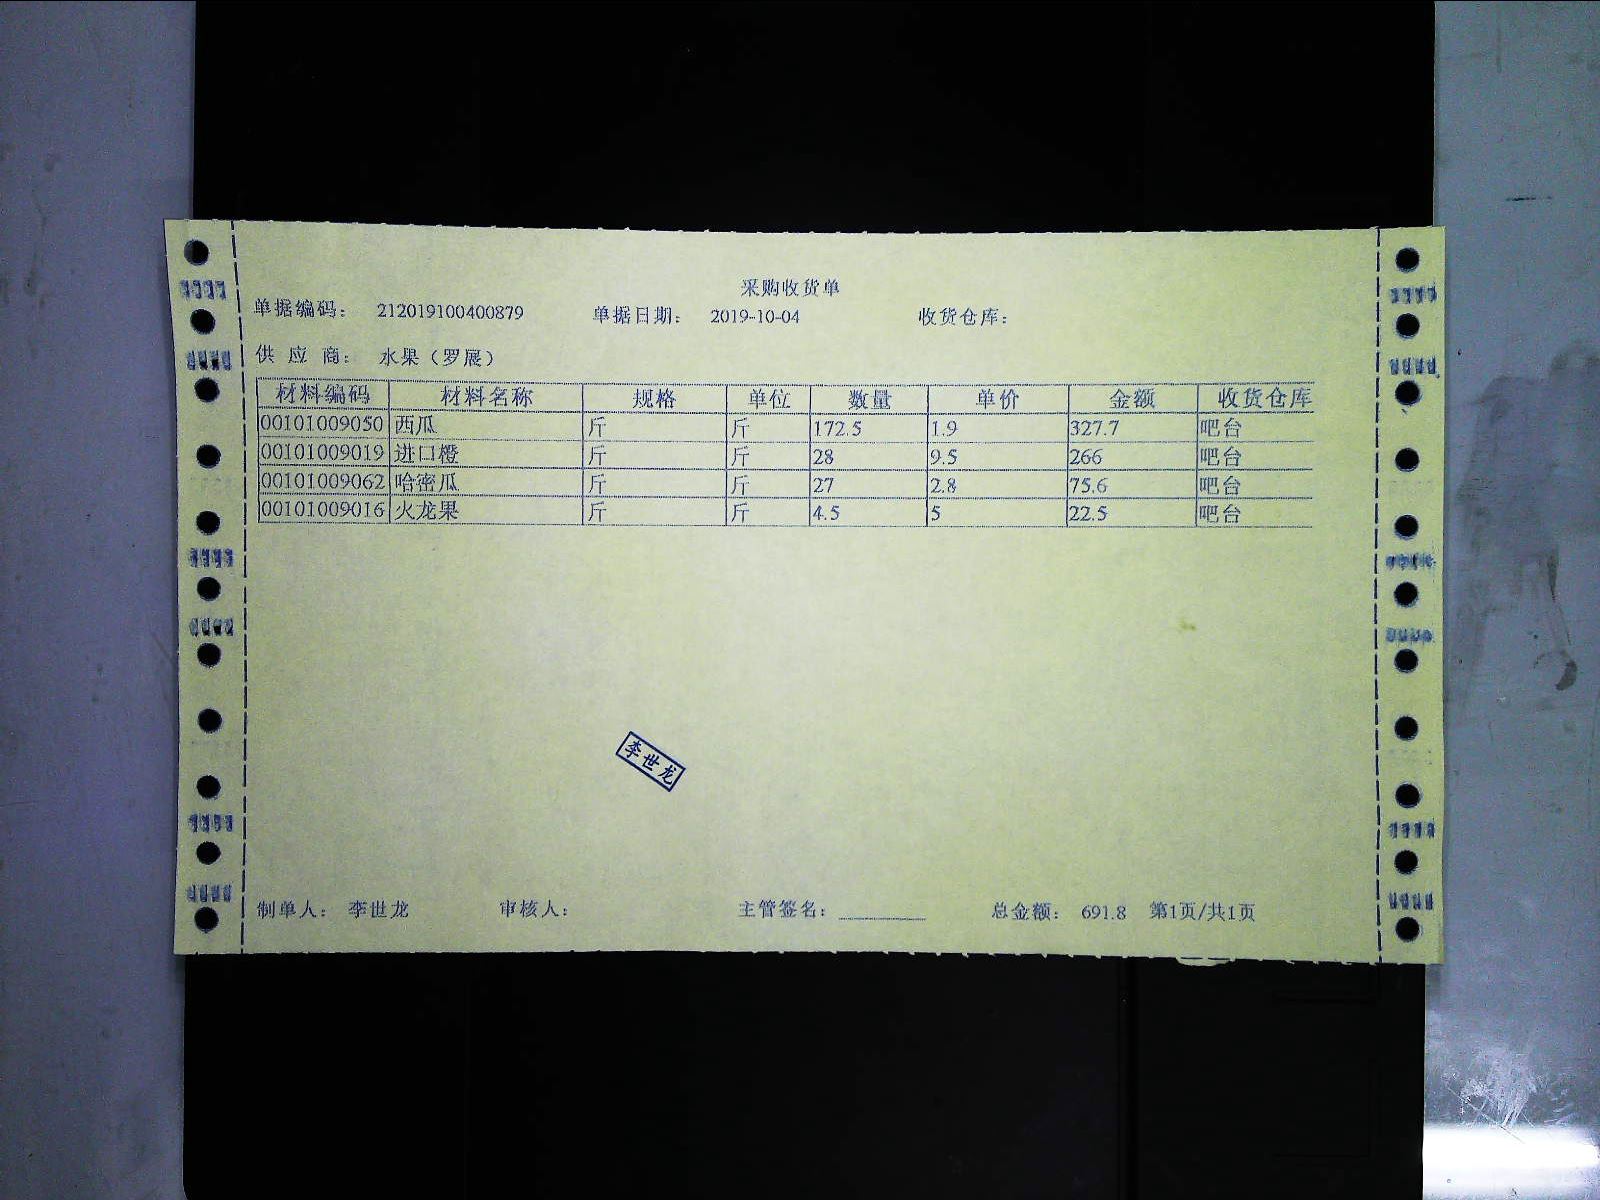 采购收货单
单据编码: 212019100400879 单据日期: 2019-10-04 收货仓库:
供 应 商: 水果（罗展）
材料编码 材料名称 规格 单位 数量 单价 金额 收货仓库
00101009050 西瓜 斤 斤 172.5 1.9 327.7 吧台
00101009019 进口橙 斤 斤 28 9.5 266 吧台
00101009062 哈密瓜 斤 斤 27 2.8 75.6 吧台
00101009016 火龙果 斤 斤 4.5 5 22.5 吧台
李世龙
制单人: 李世龙 审核人: 主管签名: 总金额: 691.8 第1页/共1页